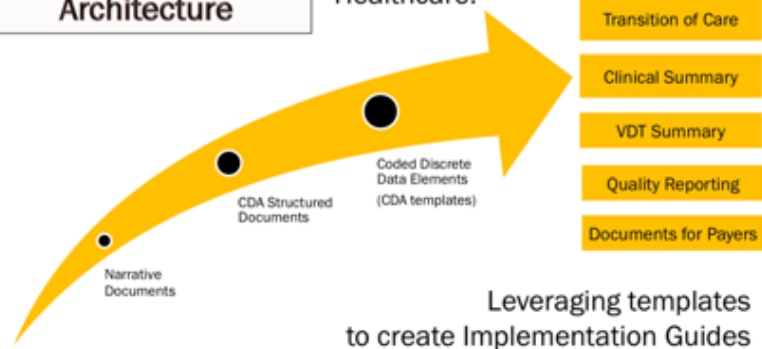 Architecture
Healthcare:
Transition of Care
Clinical Summary
VDT Summary
Quality Reporting
Documents for Payers
Coded Discrete
Data Elements
(CDA templates)
CDA Structured
Documents
Narrative
Documents
Leveraging templates
to create Implementation Guides